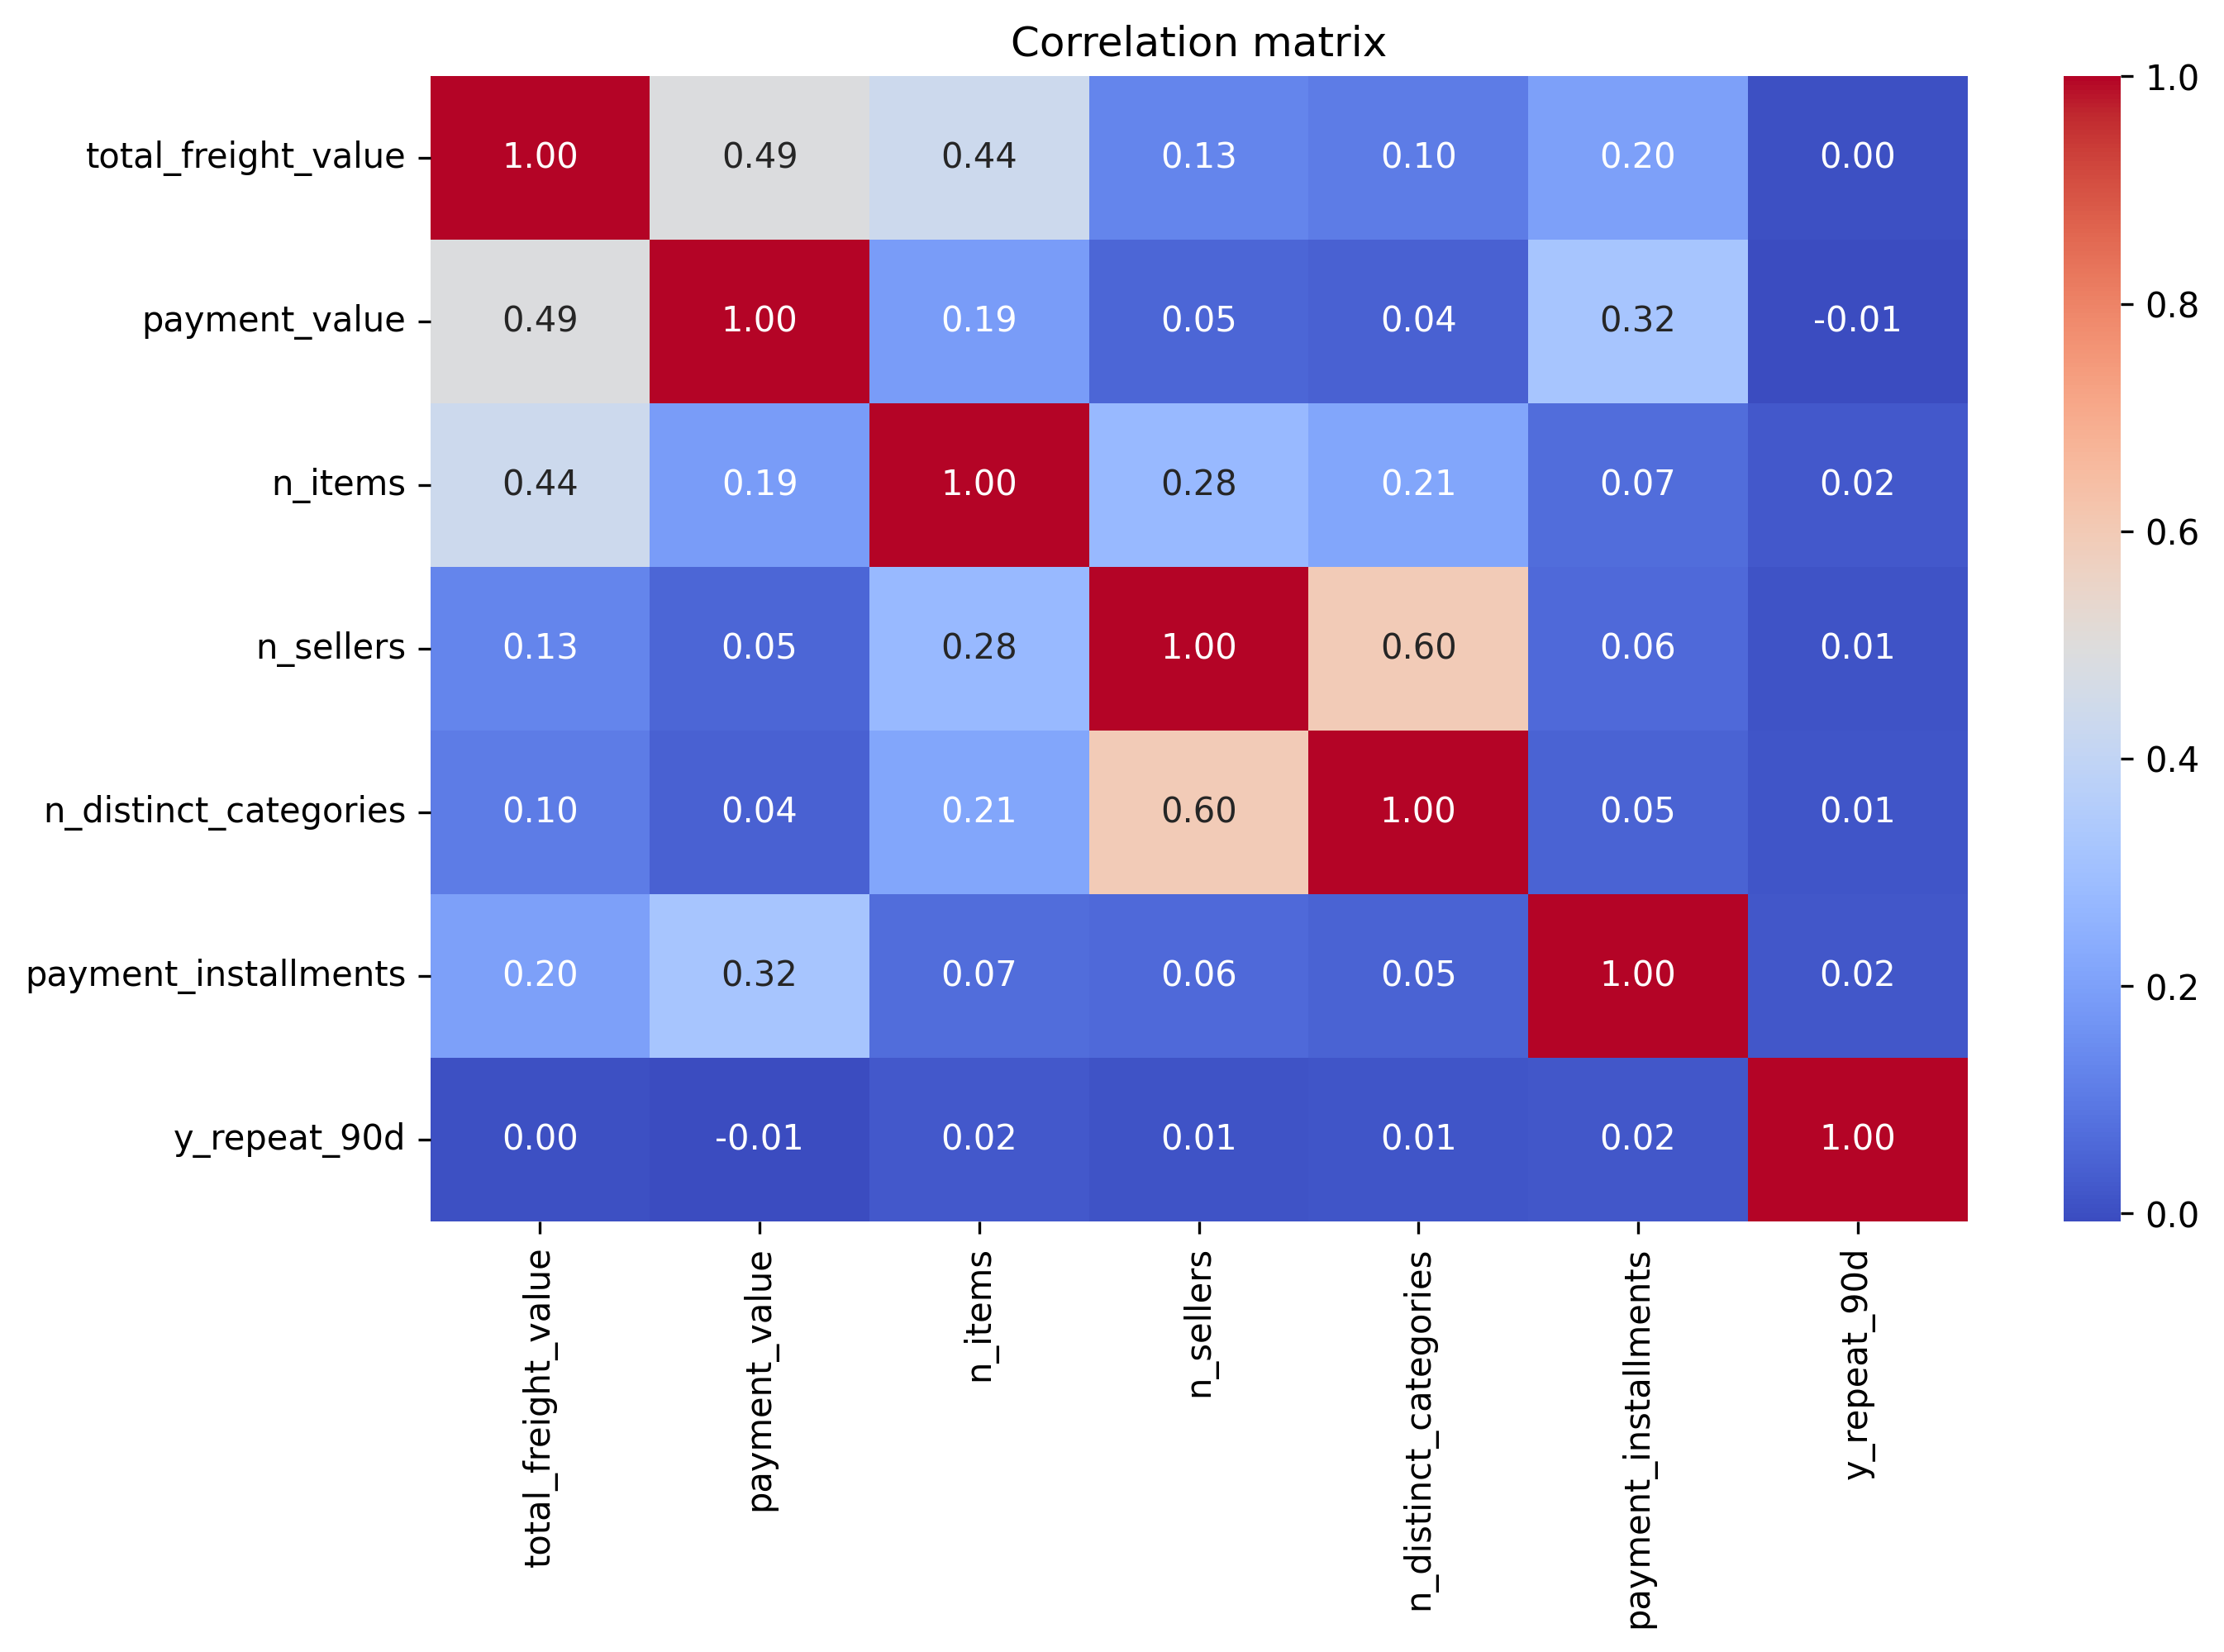 Correlation matrix
total_freight_value 1.00 0.49 0.44 0.13 0.10 0.20 0.00
payment_value 0.49 1.00 0.19 0.05 0.04 0.32 -0.01
n_items 0.44 0.19 1.00 0.28 0.21 0.07 0.02
n_sellers 0.13 0.05 0.28 1.00 0.60 0.06 0.01
n_distinct_categories 0.10 0.04 0.21 0.60 1.00 0.05 0.01
payment_installments 0.20 0.32 0.07 0.06 0.05 1.00 0.02
y_repeat_90d 0.00 -0.01 0.02 0.01 0.01 0.02 1.00
total_freight_value
payment_value
n_items
n_sellers
n_distinct_categories
payment_installments
y_repeat_90d
1.0
0.8
0.6
0.4
0.2
0.0